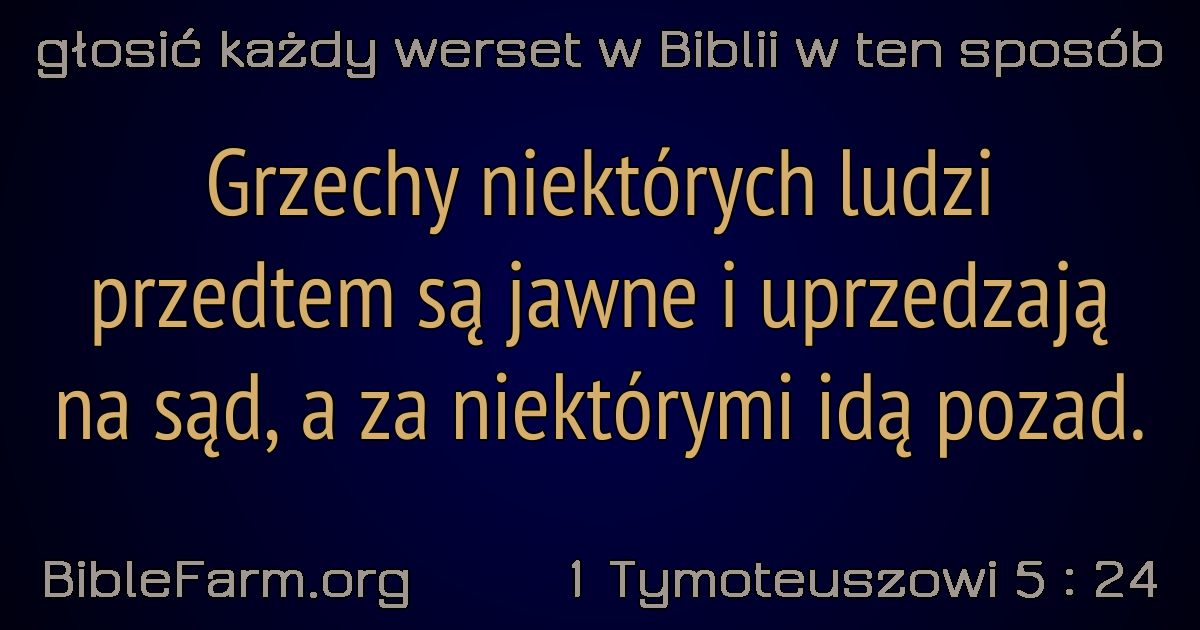 głosić każdy werset w Biblii w ten sposób
Grzechy niektórych ludzi
przedtem są jawne i uprzedzają
na sąd, a za niektórymi idą pozad.
BibleFarm.org 1 Tymoteuszowi 5 : 24